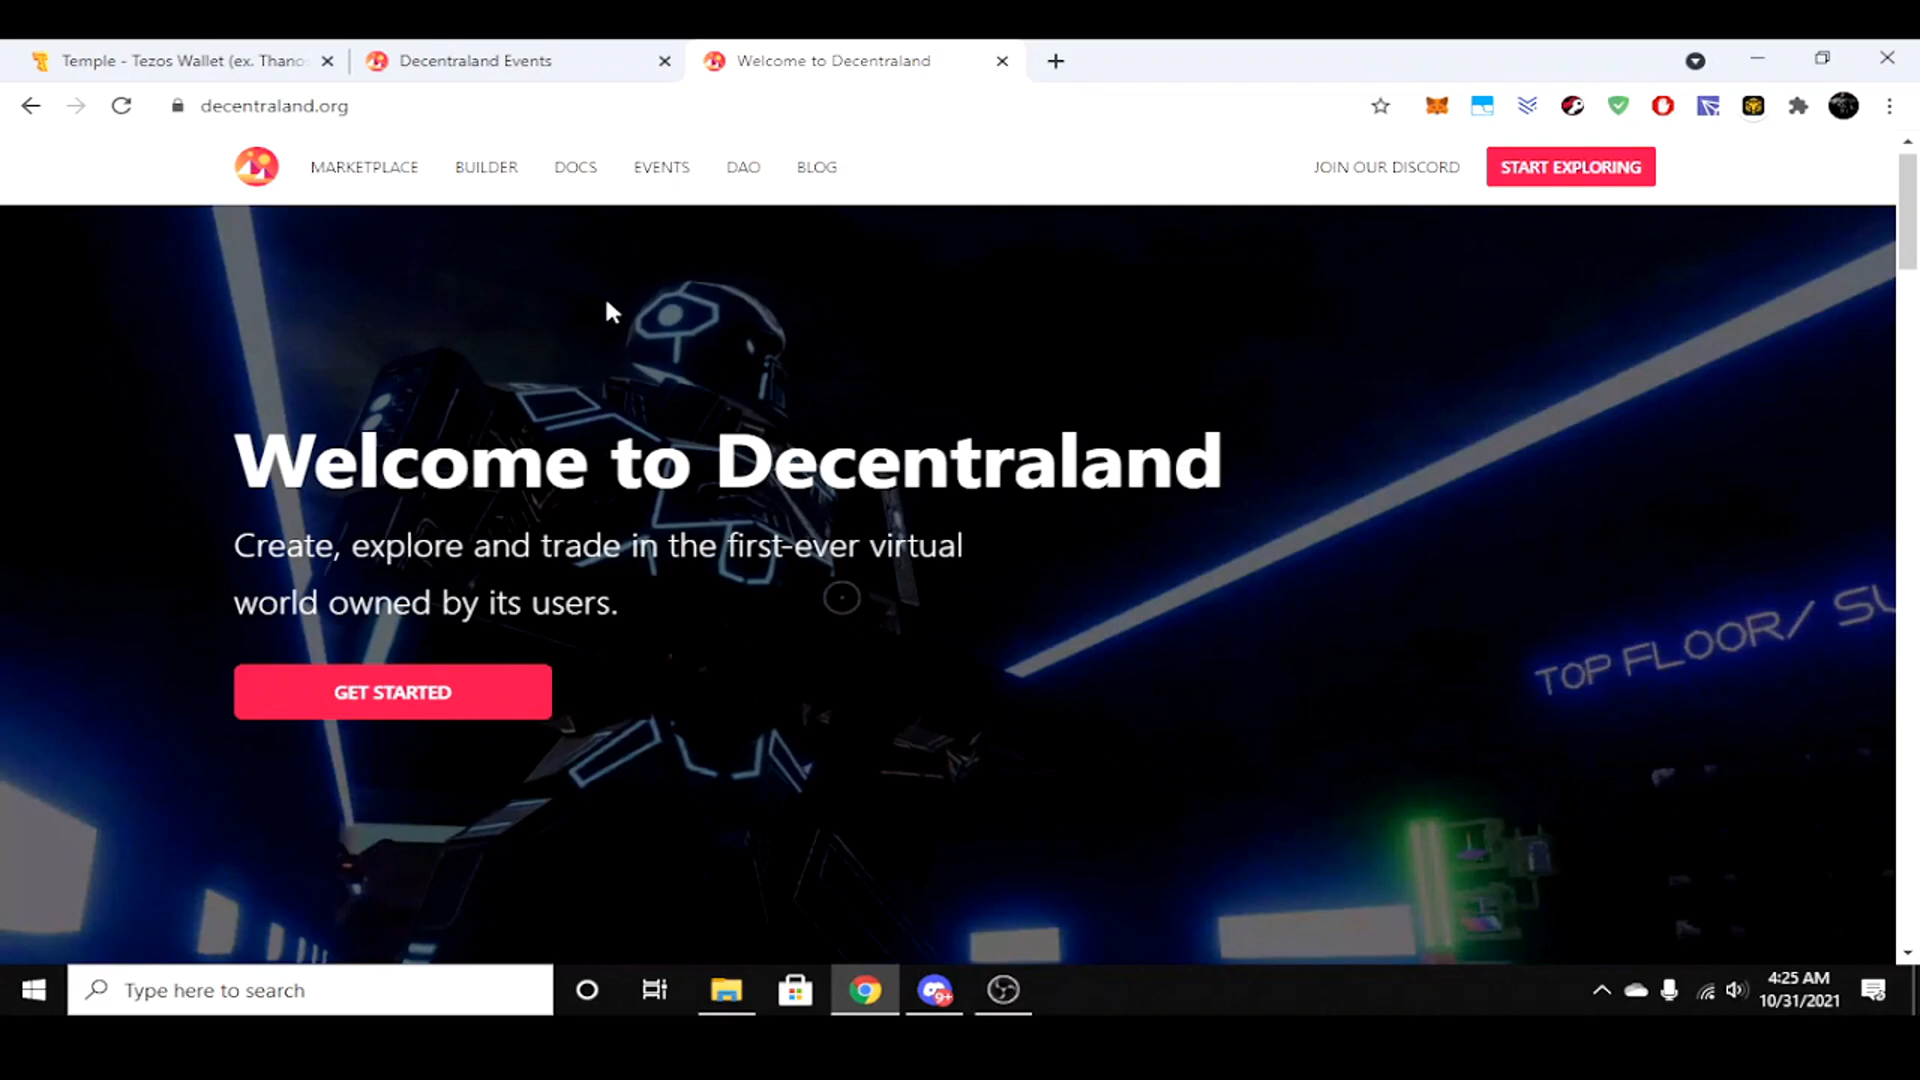 Temple - Tezos Wallet (ex. Thanos
Decentraland Events
Welcome to Decentraland
decentraland.org
MARKETPLACE
BUILDER
DOCS
EVENTS
DAO
BLOG
JOIN OUR DISCORD
START EXPLORING
Welcome to Decentraland
Create, explore and trade in the first-ever virtual
world owned by its users.
TOP FLOOR/ SU
GET STARTED
Type here to search
9+
4:25 AM
10/31/2021